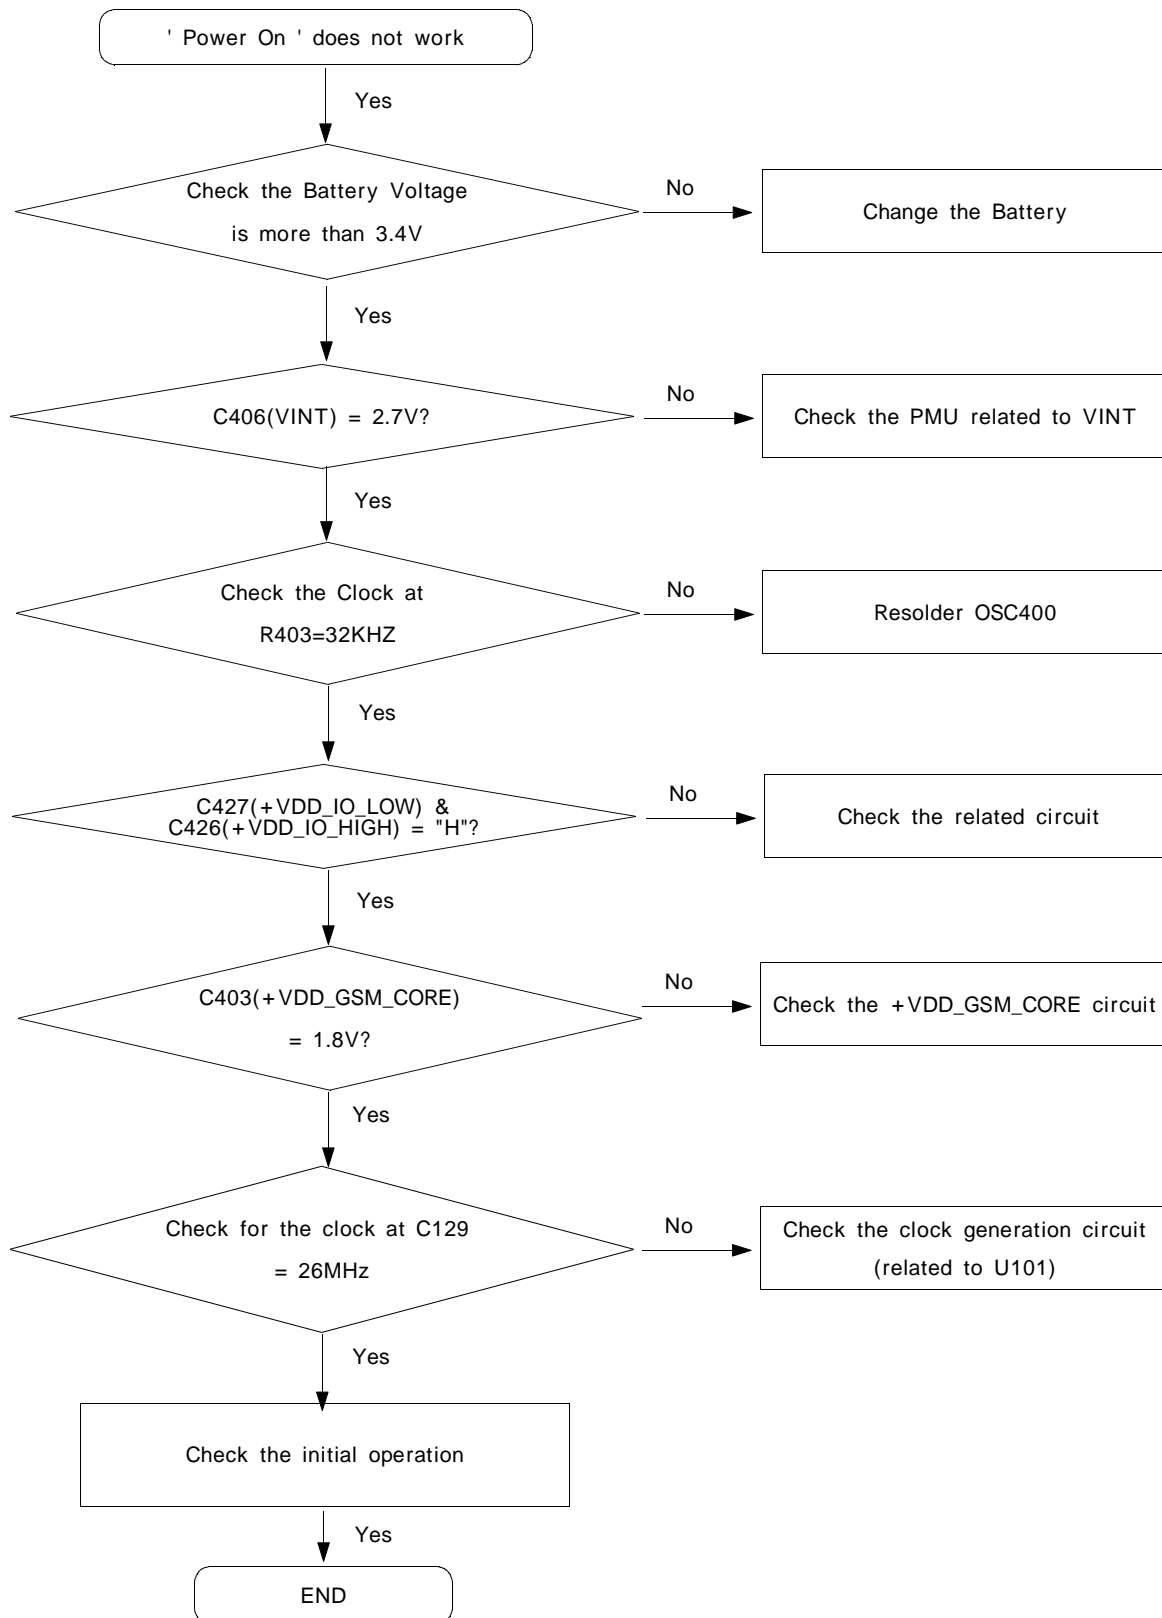 ' Power On ' does not work
Yes
Check the Battery Voltage
is more than 3.4V
No
Change the Battery
Yes
C406(VINT) = 2.7V?
No
Check the PMU related to VINT
Yes
Check the Clock at
R403=32KHZ
No
Resolder OSC400
Yes
C427(+VDD_IO_LOW) &
C426(+VDD_IO_HIGH) = "H"?
No
Check the related circuit
Yes
C403(+VDD_GSM_CORE)
= 1.8V?
No
Check the +VDD_GSM_CORE circuit
Yes
Check for the clock at C129
= 26MHz
No
Check the clock generation circuit
(related to U101)
Yes
Check the initial operation
Yes
END